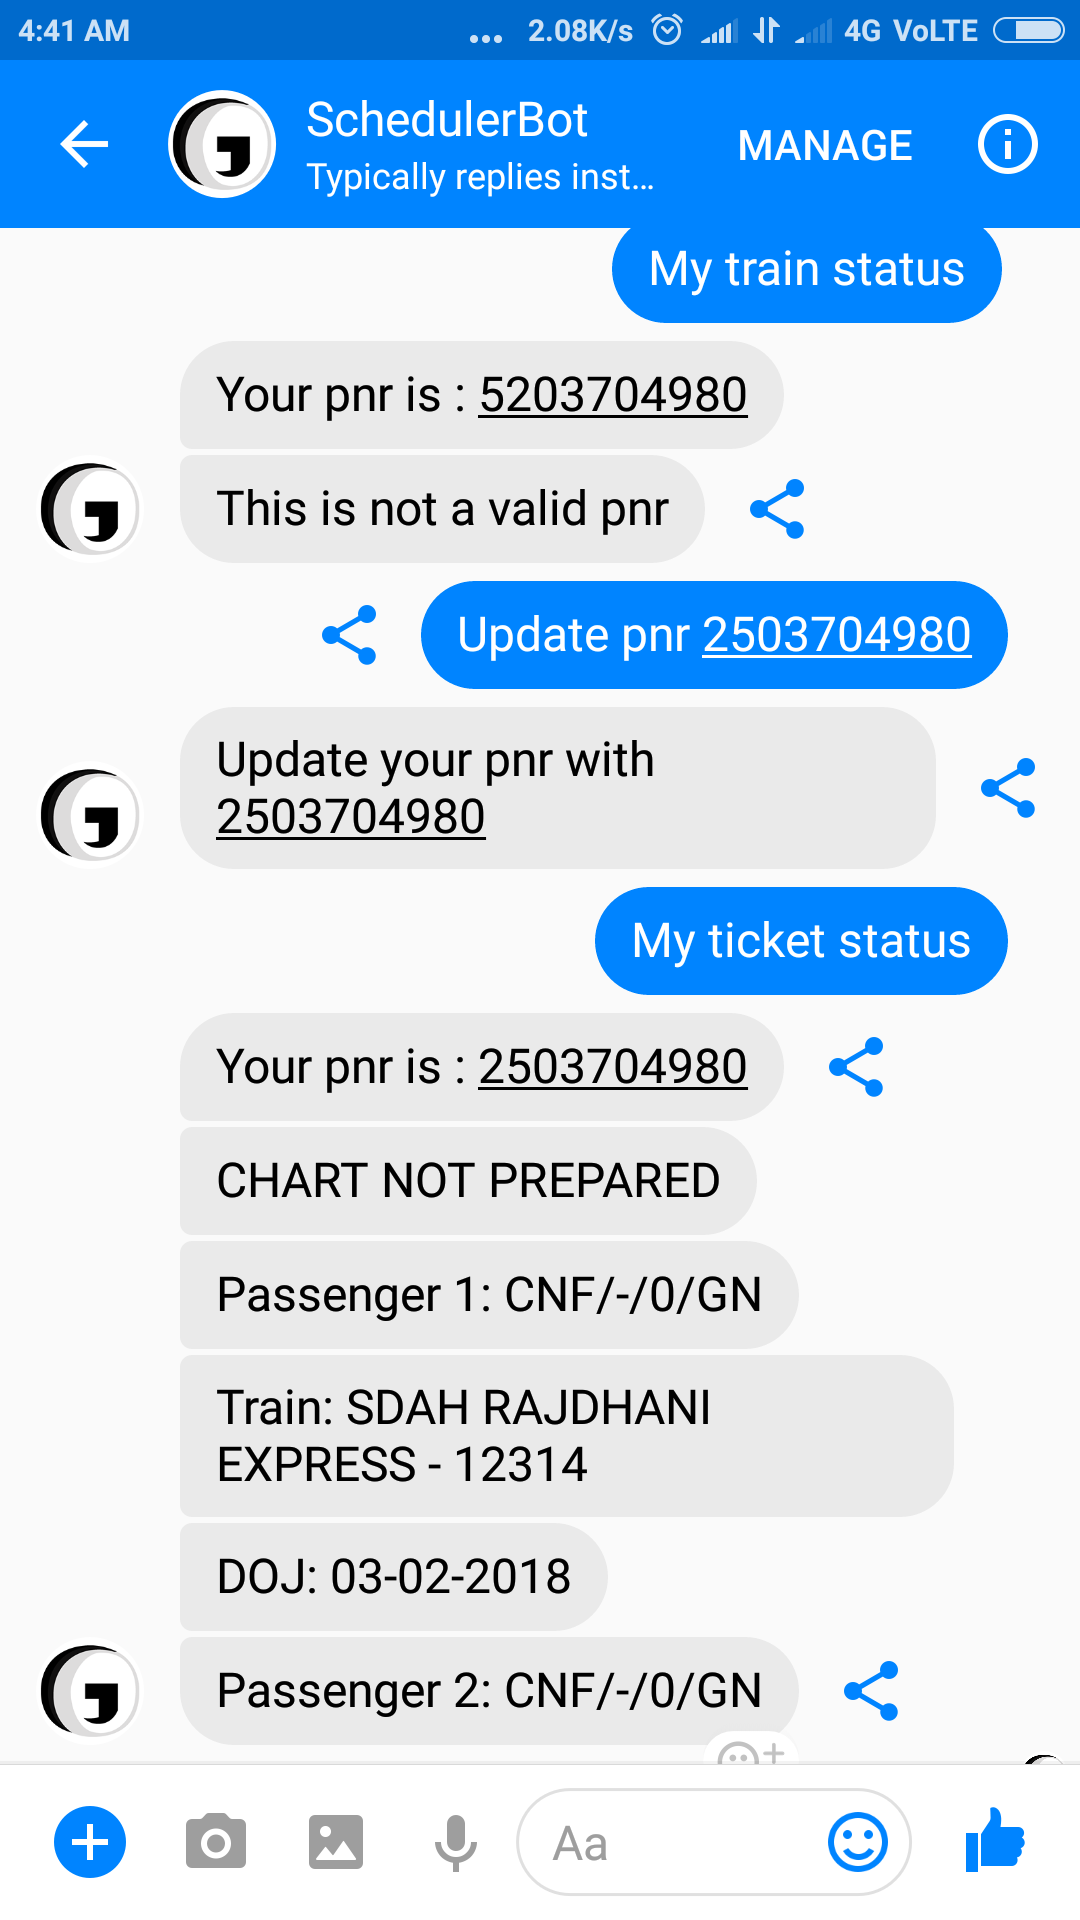 4:41 AM
... 2.08K/s 4G VoLTE
SchedulerBot
Typically replies inst...
MANAGE
My train status
Your pnr is : 5203704980
This is not a valid pnr
Update pnr 2503704980
Update your pnr with
2503704980
My ticket status
Your pnr is : 2503704980
CHART NOT PREPARED
Passenger 1: CNF/-/0/GN
Train: SDAH RAJDHANI
EXPRESS - 12314
DOJ: 03-02-2018
Passenger 2: CNF/-/0/GN
Aa